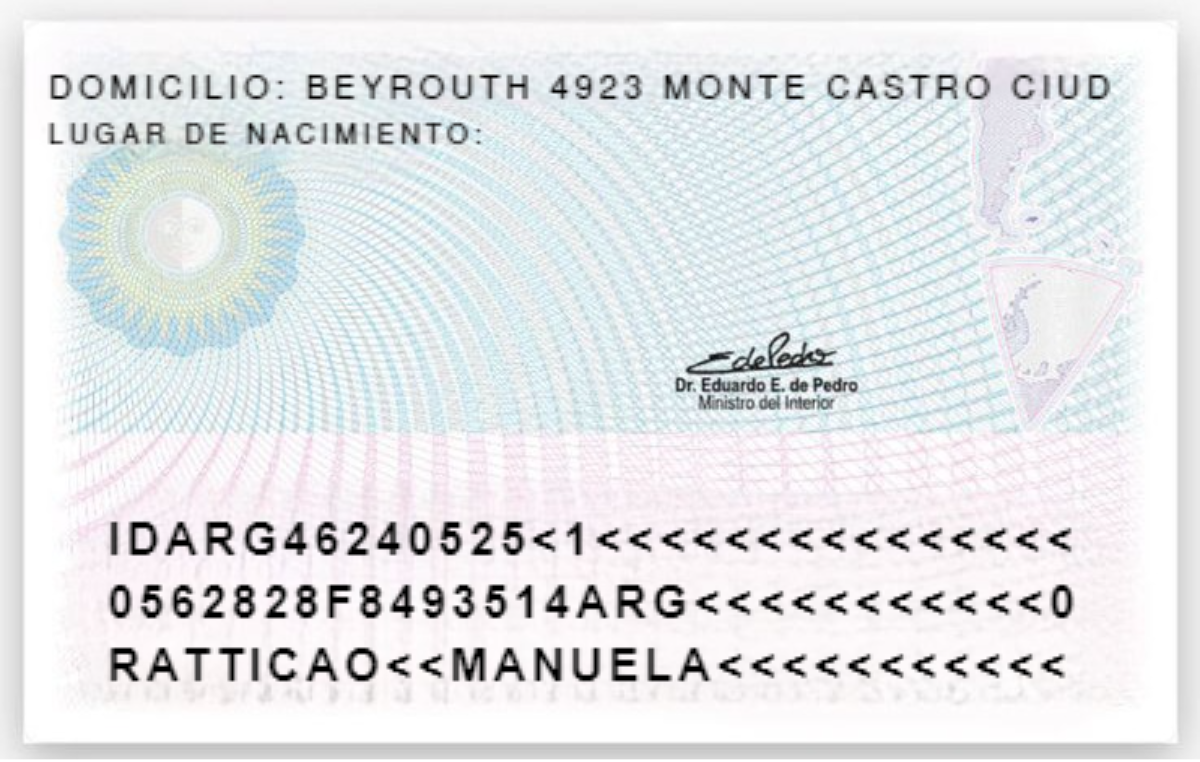 DOMICILIO: BEYROUTH 4923 MONTE CASTRO CIUD
LUGAR DE NACIMIENTO:
EdePedro
Dr. Eduardo E. de Pedro
Ministro del Interior
IDARG46240525<1<<<<<<<<<<<<<<<
0562828F8493514ARG<<<<<<<<<<<0
RATTICAO<<MANUELA<<<<<<<<<<<